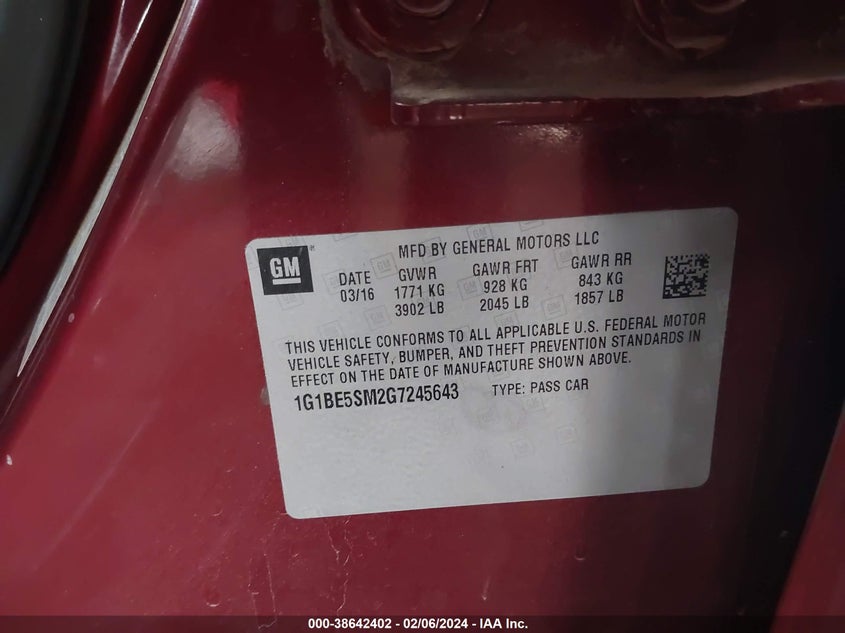 GM
MFD BY GENERAL MOTORS LLC
DATE GVWR GAWR FRT GAWR RR
03/16 1771 KG 928 KG 843 KG
3902 LB 2045 LB 1857 LB
THIS VEHICLE CONFORMS TO ALL APPLICABLE U.S. FEDERAL MOTOR
VEHICLE SAFETY, BUMPER, AND THEFT PREVENTION STANDARDS IN
EFFECT ON THE DATE OF MANUFACTURE SHOWN ABOVE.
1G1BE5SM2G7245643 TYPE: PASS CAR
000-38642402 - 02/06/2024 - IAA Inc.